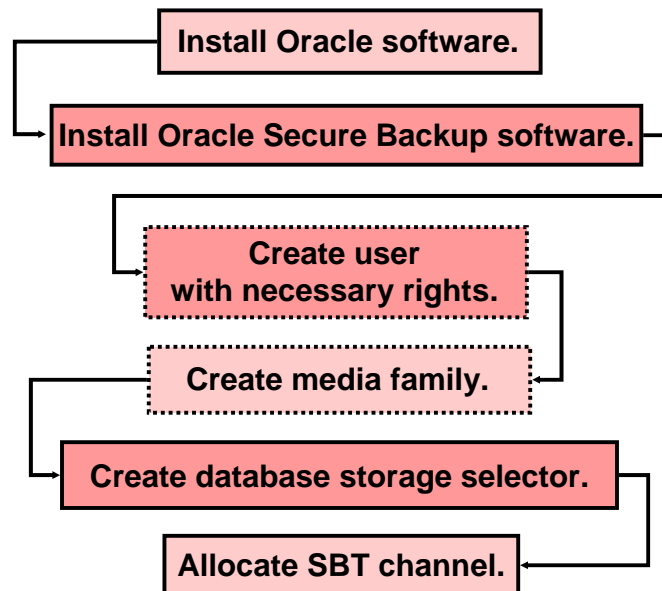 Install Oracle software.
Install Oracle Secure Backup software.
Create user
with necessary rights.
Create media family.
Create database storage selector.
Allocate SBT channel.